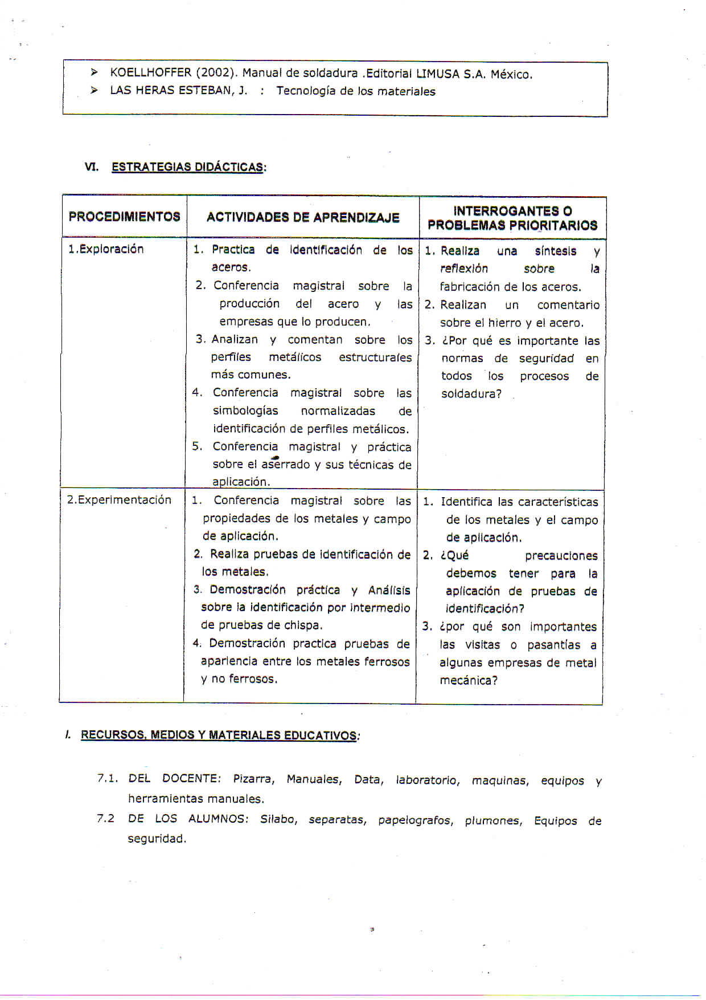 ➢ KOELLHOFFER (2002). Manual de soldadura .Editorial LIMUSA S.A. México.
➢ LAS HERAS ESTEBAN, J. : Tecnología de los materiales
VI. ESTRATEGIAS DIDÁCTICAS:
PROCEDIMIENTOS
ACTIVIDADES DE APRENDIZAJE
INTERROGANTES O
PROBLEMAS PRIORITARIOS
1.Exploración
1. Practica de identificación de los
aceros.
2. Conferencia magistral sobre la
producción del acero y las
empresas que lo producen.
3. Analizan y comentan sobre los
perfiles metálicos estructurales
más comunes.
4. Conferencia magistral sobre las
simbologías normalizadas de
identificación de perfiles metálicos.
5. Conferencia magistral y práctica
sobre el aserrado y sus técnicas de
aplicación.
1. Realiza una síntesis y
reflexión sobre la
fabricación de los aceros.
2. Realizan un comentario
sobre el hierro y el acero.
3. ¿Por qué es importante las
normas de seguridad en
todos los procesos de
soldadura?
2.Experimentación
1. Conferencia magistral sobre las
propiedades de los metales y campo
de aplicación.
2. Realiza pruebas de identificación de
los metales.
3. Demostración práctica y Análisis
sobre la identificación por intermedio
de pruebas de chispa.
4. Demostración practica pruebas de
apariencia entre los metales ferrosos
y no ferrosos.
1. Identifica las características
de los metales y el campo
de aplicación.
2. ¿Qué precauciones
debemos tener para la
aplicación de pruebas de
identificación?
3. ¿por qué son importantes
las visitas o pasantías a
algunas empresas de metal
mecánica?
I. RECURSOS, MEDIOS Y MATERIALES EDUCATIVOS:
7.1. DEL DOCENTE: Pizarra, Manuales, Data, laboratorio, maquinas, equipos y
herramientas manuales.
7.2 DE LOS ALUMNOS: Silabo, separatas, papelografos, plumones, Equipos de
seguridad.